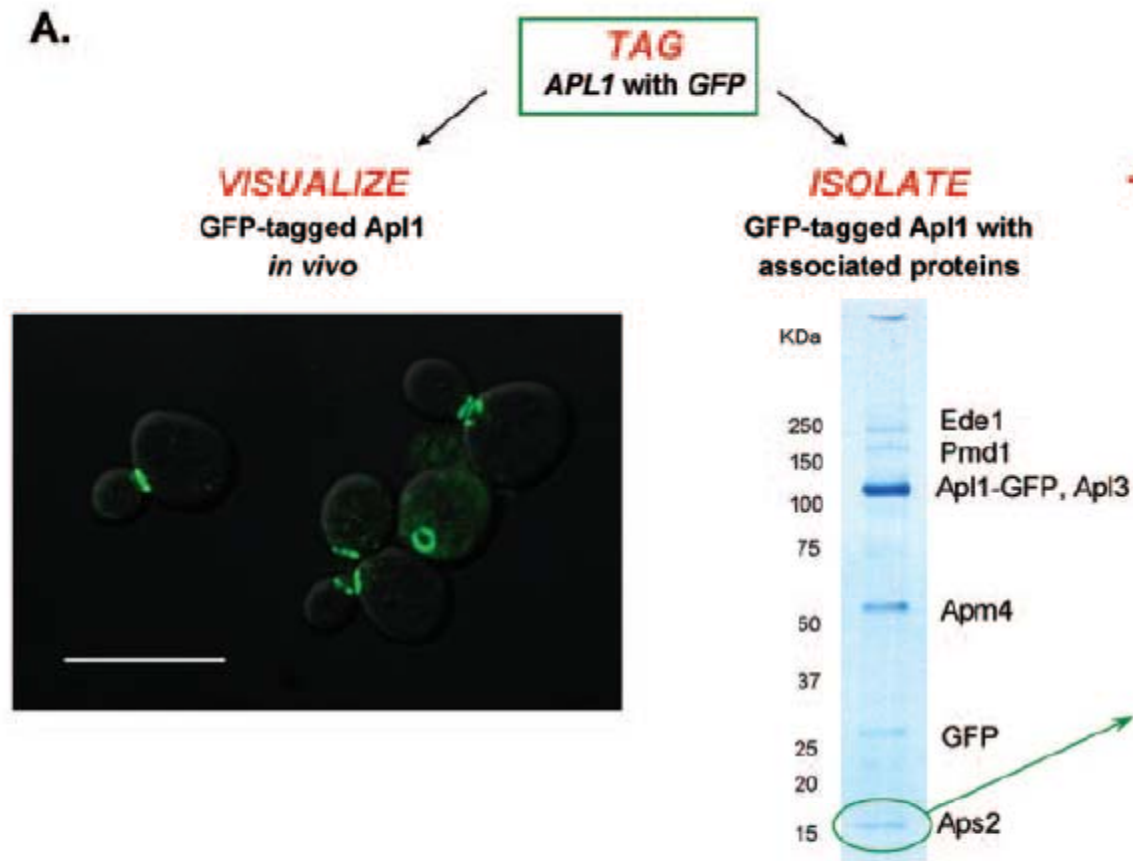 A.
TAG
APL1 with GFP
VISUALIZE
GFP-tagged Apl1
in vivo
ISOLATE
GFP-tagged Apl1 with
associated proteins
KDa
250
150
100
75
50
37
25
20
15
Ede1
Pmd1
Apl1-GFP, Apl3
Apm4
GFP
Aps2